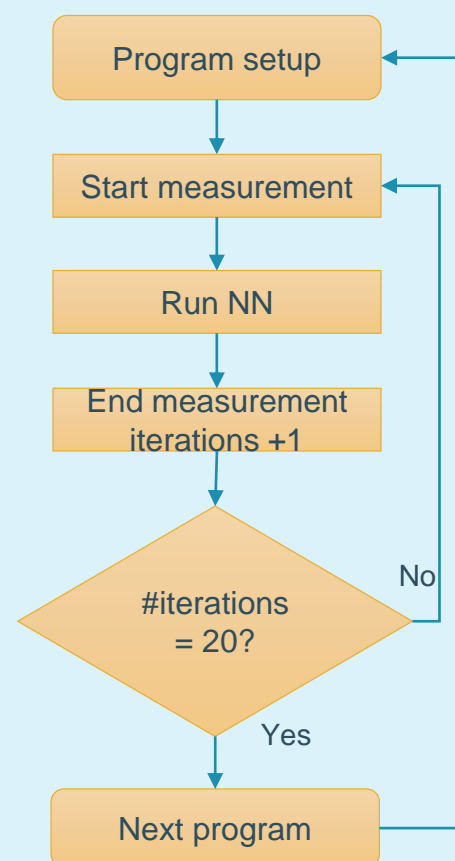 Program setup
Start measurement
Run NN
End measurement
iterations +1
No
#iterations
= 20?
Yes
Next program